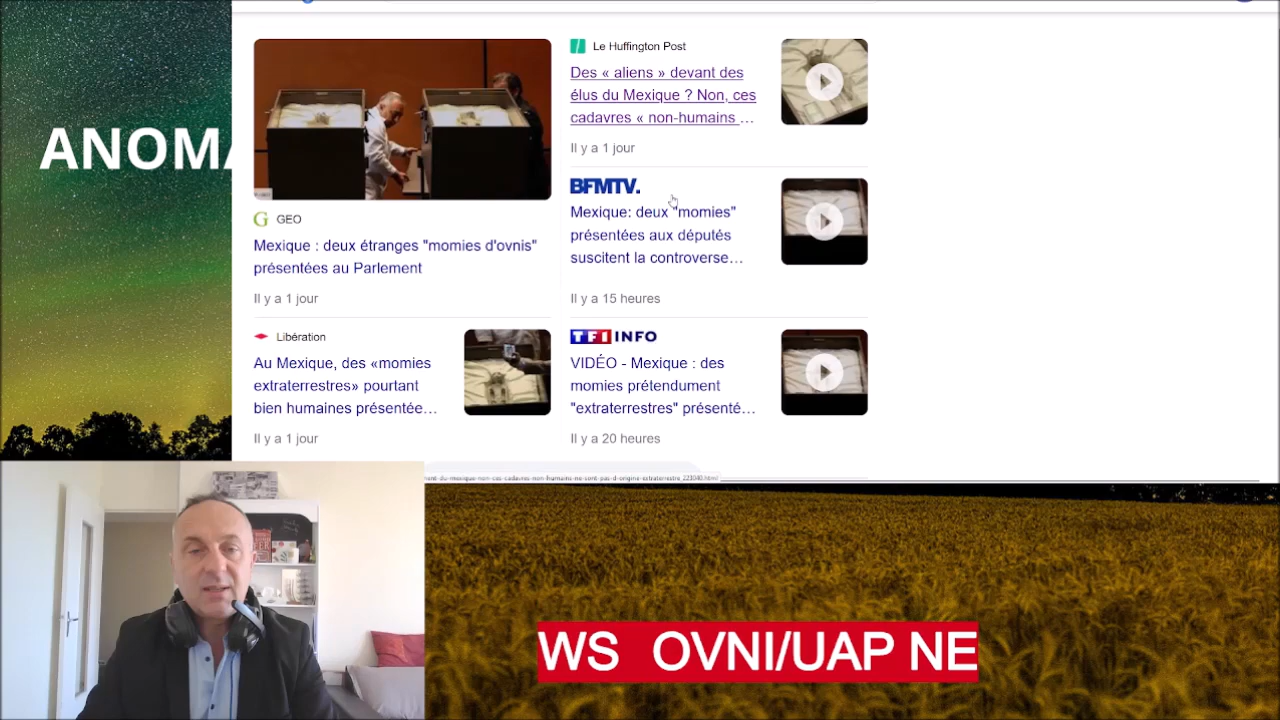 ANOMA
GEO
Mexique : deux étranges "momies d'ovnis"
présentées au Parlement
Il y a 1 jour
Le Huffington Post
Des « aliens » devant des
élus du Mexique ? Non, ces
cadavres « non-humains ...
Il y a 1 jour
BFMTV.
Mexique: deux "momies"
présentées aux députés
suscitent la controverse...
Il y a 15 heures
Libération
Au Mexique, des «momies
extraterrestres» pourtant
bien humaines présentée...
Il y a 1 jour
TF1 INFO
VIDÉO - Mexique : des
momies prétendument
"extraterrestres" présenté...
Il y a 20 heures
WS OVNI/UAP NE